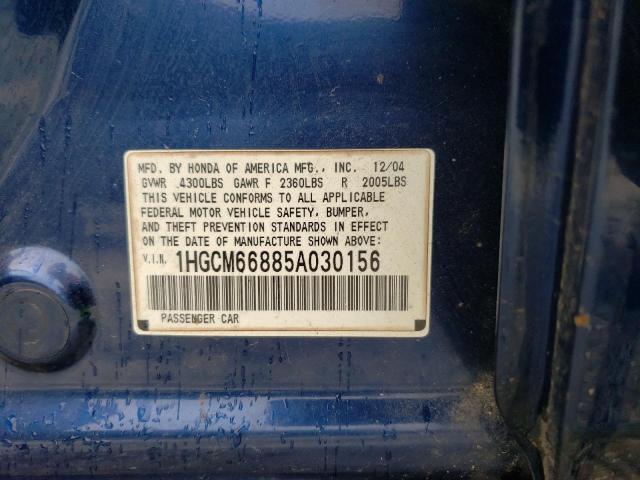 MFD. BY HONDA OF AMERICA MFG., INC. 12/04
GVWR 4300LBS GAWR F 2360LBS R 2005LBS
THIS VEHICLE CONFORMS TO ALL APPLICABLE
FEDERAL MOTOR VEHICLE SAFETY, BUMPER,
AND THEFT PREVENTION STANDARDS IN EFFECT
ON THE DATE OF MANUFACTURE SHOWN ABOVE:
V.I.N. 1HGCM66885A030156
PASSENGER CAR